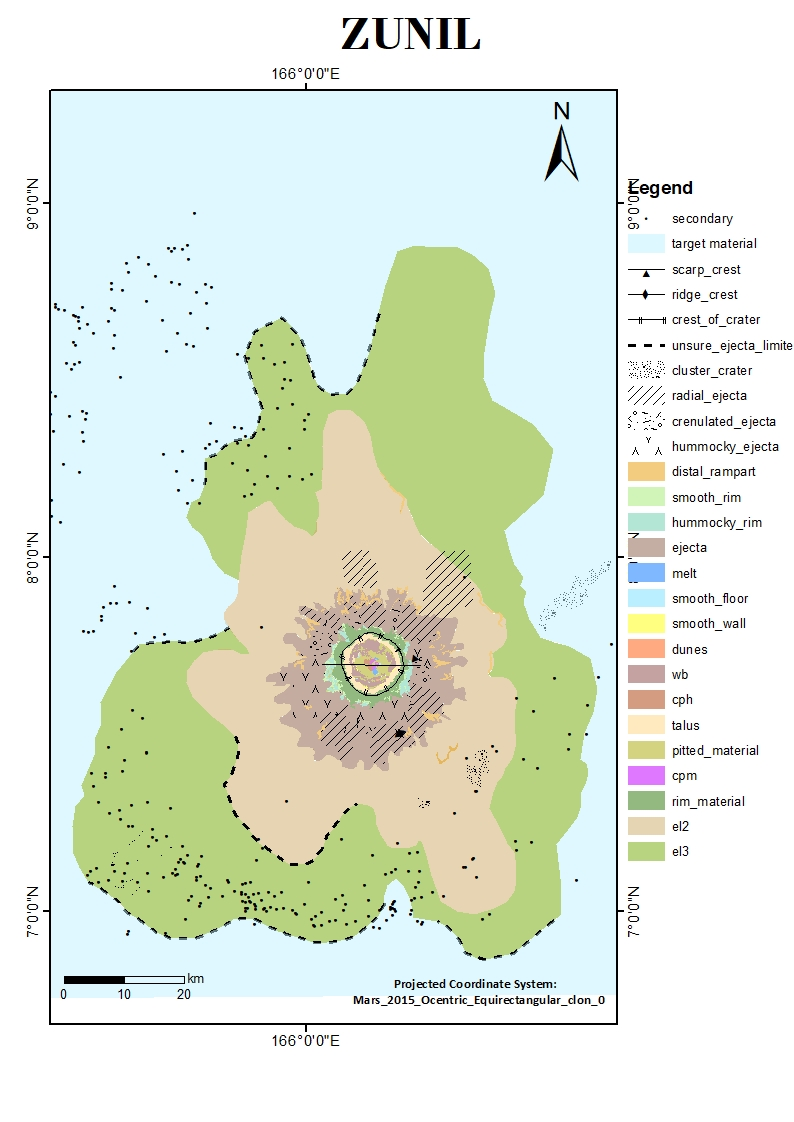 ZUNIL
166°0'0"E
N
9°0'0"N
9°0'0"N
Legend
secondary
target material
scarp_crest
ridge_crest
crest_of_crater
unsure_ejecta_limite
cluster_crater
radial_ejecta
crenulated_ejecta
hummocky_ejecta
distal_rampart
smooth_rim
hummocky_rim
ejecta
melt
smooth_floor
smooth_wall
dunes
wb
cph
talus
pitted_material
cpm
rim_material
el2
el3
8°0'0"N
7°0'0"N
7°0'0"N
km
0 10 20
Projected Coordinate System:
Mars_2015_Ocentric_Equirectangular_clon_0
166°0'0"E